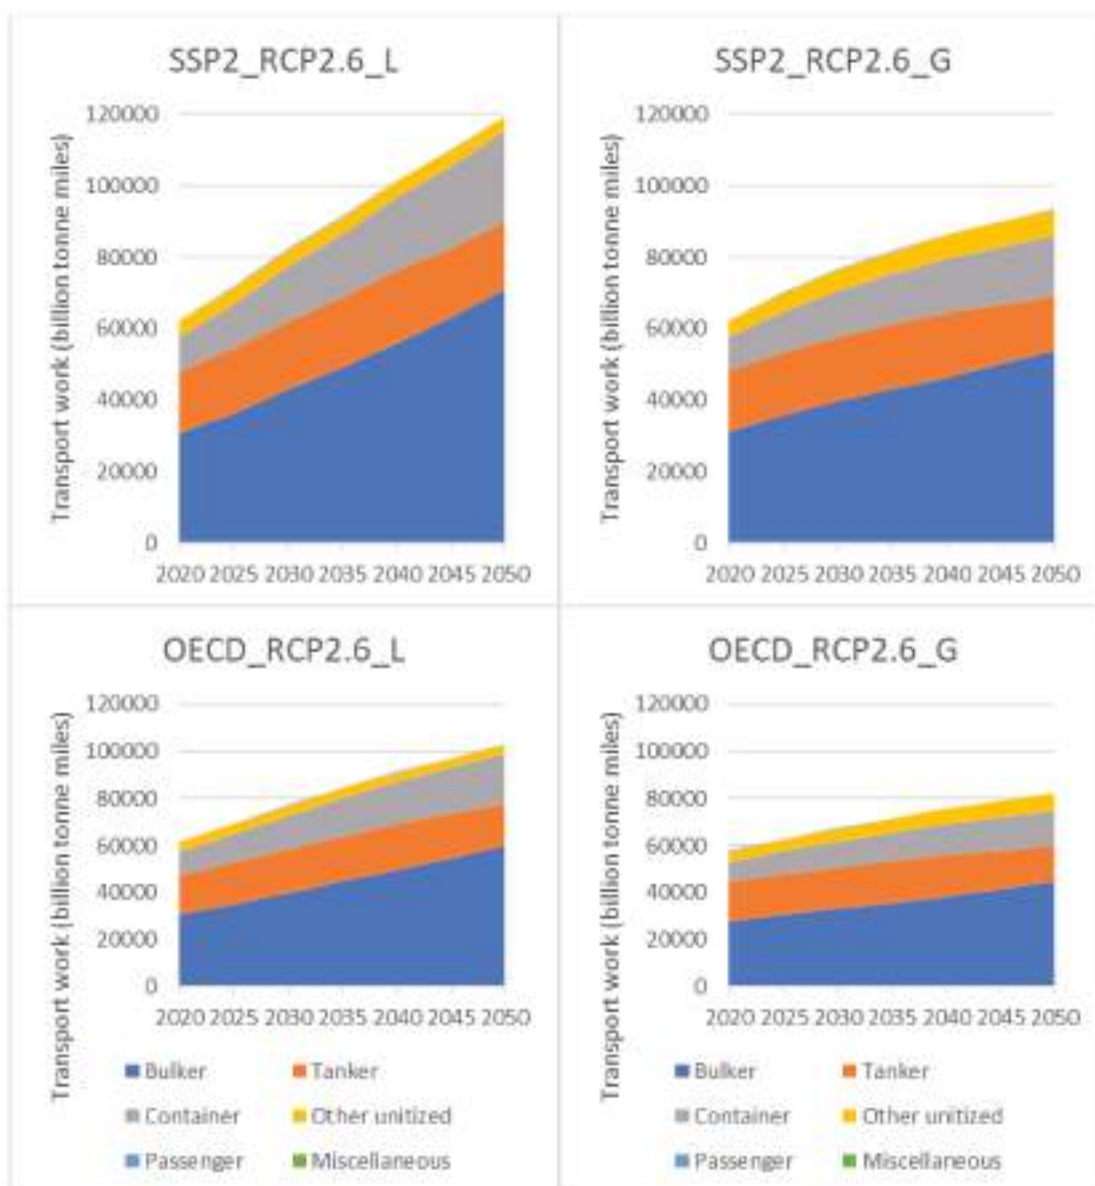 SSP2_RCP2.6_L
Transport work (billion tonne miles)
120000
100000
80000
60000
40000
20000
0
2020 2025 2030 2035 2040 2045 2050
SSP2_RCP2.6_G
Transport work (billion tonne miles)
120000
100000
80000
60000
40000
20000
0
2020 2025 2030 2035 2040 2045 2050
OECD_RCP2.6_L
Transport work (billion tonne miles)
120000
100000
80000
60000
40000
20000
0
2020 2025 2030 2035 2040 2045 2050
Bulker Tanker
Container Other unitized
Passenger Miscellaneous
OECD_RCP2.6_G
Transport work (billion tonne miles)
120000
100000
80000
60000
40000
20000
0
2020 2025 2030 2035 2040 2045 2050
Bulker Tanker
Container Other unitized
Passenger Miscellaneous